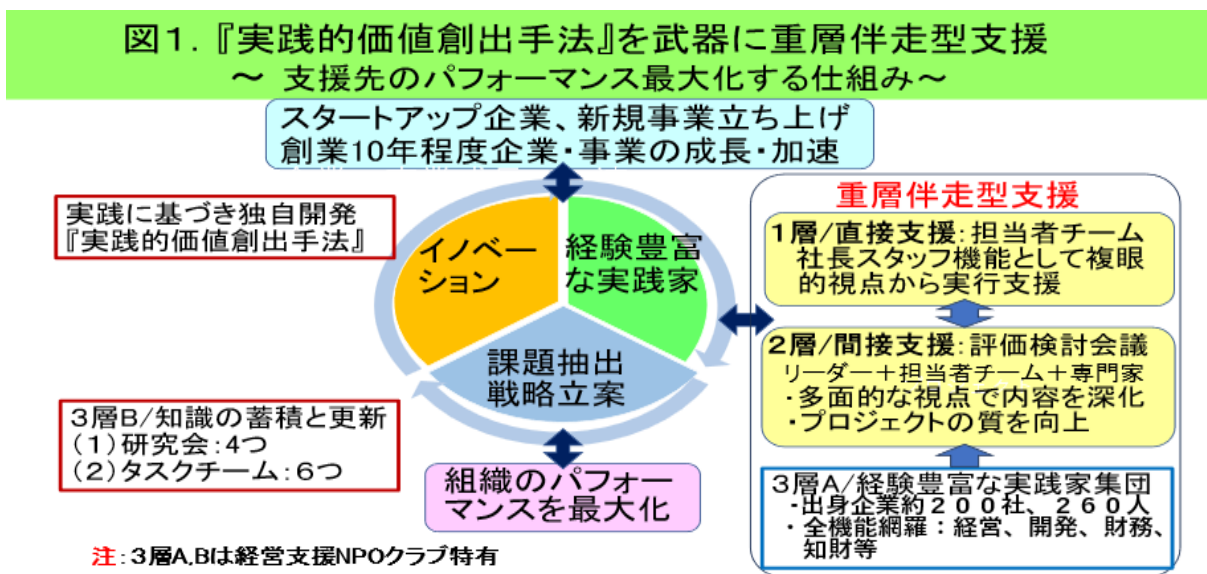 図1.『実践的価値創出手法』を武器に重層伴走型支援
～ 支援先のパフォーマンス最大化する仕組み～
スタートアップ企業、新規事業立ち上げ
創業10年程度企業・事業の成長・加速
実践に基づき独自開発
『実践的価値創出手法』
イノベー
ション
経験豊富
な実践家
課題抽出
戦略立案
3層B/知識の蓄積と更新
(1)研究会:4つ
(2)タスクチーム:6つ
組織のパフォー
マンスを最大化
重層伴走型支援
1層/直接支援:担当者チーム
社長スタッフ機能として複眼
的視点から実行支援
2層/間接支援:評価検討会議
リーダー＋担当者チーム＋専門家
・多面的な視点で内容を深化
・プロジェクトの質を向上
3層A/経験豊富な実践家集団
・出身企業約２００社、２６０人
・全機能網羅：経営、開発、財務、
知財等
注:3層A,Bは経営支援NPOクラブ特有